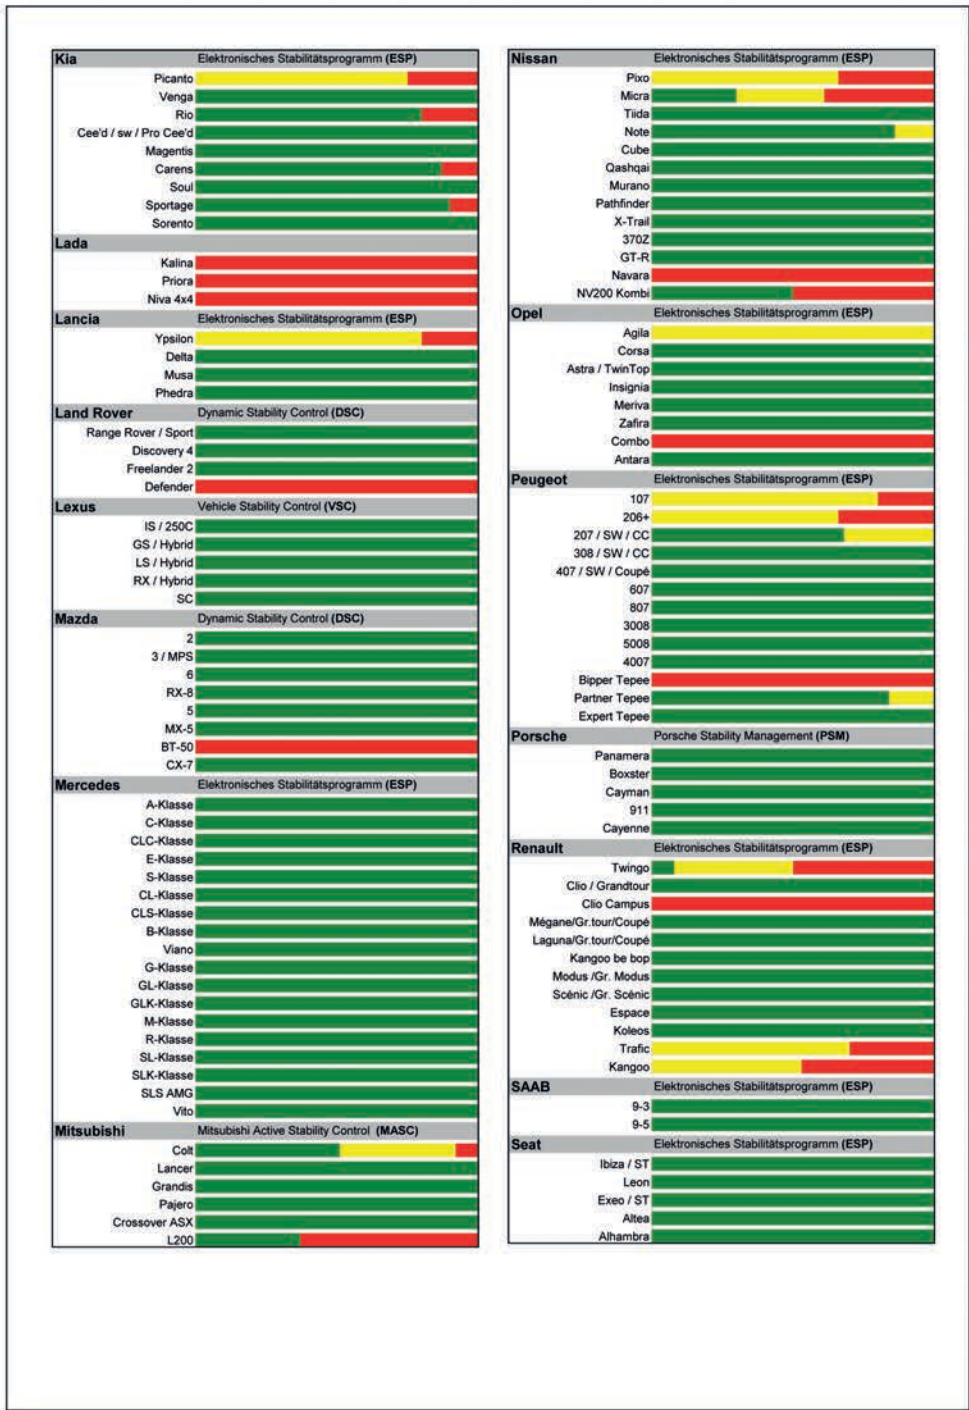 Kia Elektronisches Stabilitätsprogramm (ESP)
Picanto
Venga
Rio
Cee'd / sw / Pro Cee'd
Magentis
Carens
Soul
Sportage
Sorento
Lada
Kalina
Priora
Niva 4x4
Lancia Elektronisches Stabilitätsprogramm (ESP)
Ypsilon
Delta
Musa
Phedra
Land Rover Dynamic Stability Control (DSC)
Range Rover / Sport
Discovery 4
Freelander 2
Defender
Lexus Vehicle Stability Control (VSC)
IS / 250C
GS / Hybrid
LS / Hybrid
RX / Hybrid
SC
Mazda Dynamic Stability Control (DSC)
2
3 / MPS
6
RX-8
5
MX-5
BT-50
CX-7
Mercedes Elektronisches Stabilitätsprogramm (ESP)
A-Klasse
C-Klasse
CLC-Klasse
E-Klasse
S-Klasse
CL-Klasse
CLS-Klasse
B-Klasse
Viano
G-Klasse
GL-Klasse
GLK-Klasse
M-Klasse
R-Klasse
SL-Klasse
SLK-Klasse
SLS AMG
Vito
Mitsubishi Mitsubishi Active Stability Control (MASC)
Colt
Lancer
Grandis
Pajero
Crossover ASX
L200
Nissan Elektronisches Stabilitätsprogramm (ESP)
Pixo
Micra
Tiida
Note
Cube
Qashqai
Murano
Pathfinder
X-Trail
370Z
GT-R
Navara
NV200 Kombi
Opel Elektronisches Stabilitätsprogramm (ESP)
Agila
Corsa
Astra / TwinTop
Insignia
Meriva
Zafira
Combo
Antara
Peugeot Elektronisches Stabilitätsprogramm (ESP)
107
206+
207 / SW / CC
308 / SW / CC
407 / SW / Coupé
607
807
3008
5008
4007
Bipper Tepee
Partner Tepee
Expert Tepee
Porsche Porsche Stability Management (PSM)
Panamera
Boxster
Cayman
911
Cayenne
Renault Elektronisches Stabilitätsprogramm (ESP)
Twingo
Clio / Grandtour
Clio Campus
Mégane/Gr.tour/Coupé
Laguna/Gr.tour/Coupé
Kangoo be bop
Modus /Gr. Modus
Scénic /Gr. Scénic
Espace
Koleos
Trafic
Kangoo
SAAB Elektronisches Stabilitätsprogramm (ESP)
9-3
9-5
Seat Elektronisches Stabilitätsprogramm (ESP)
Ibiza / ST
Leon
Exeo / ST
Altea
Alhambra